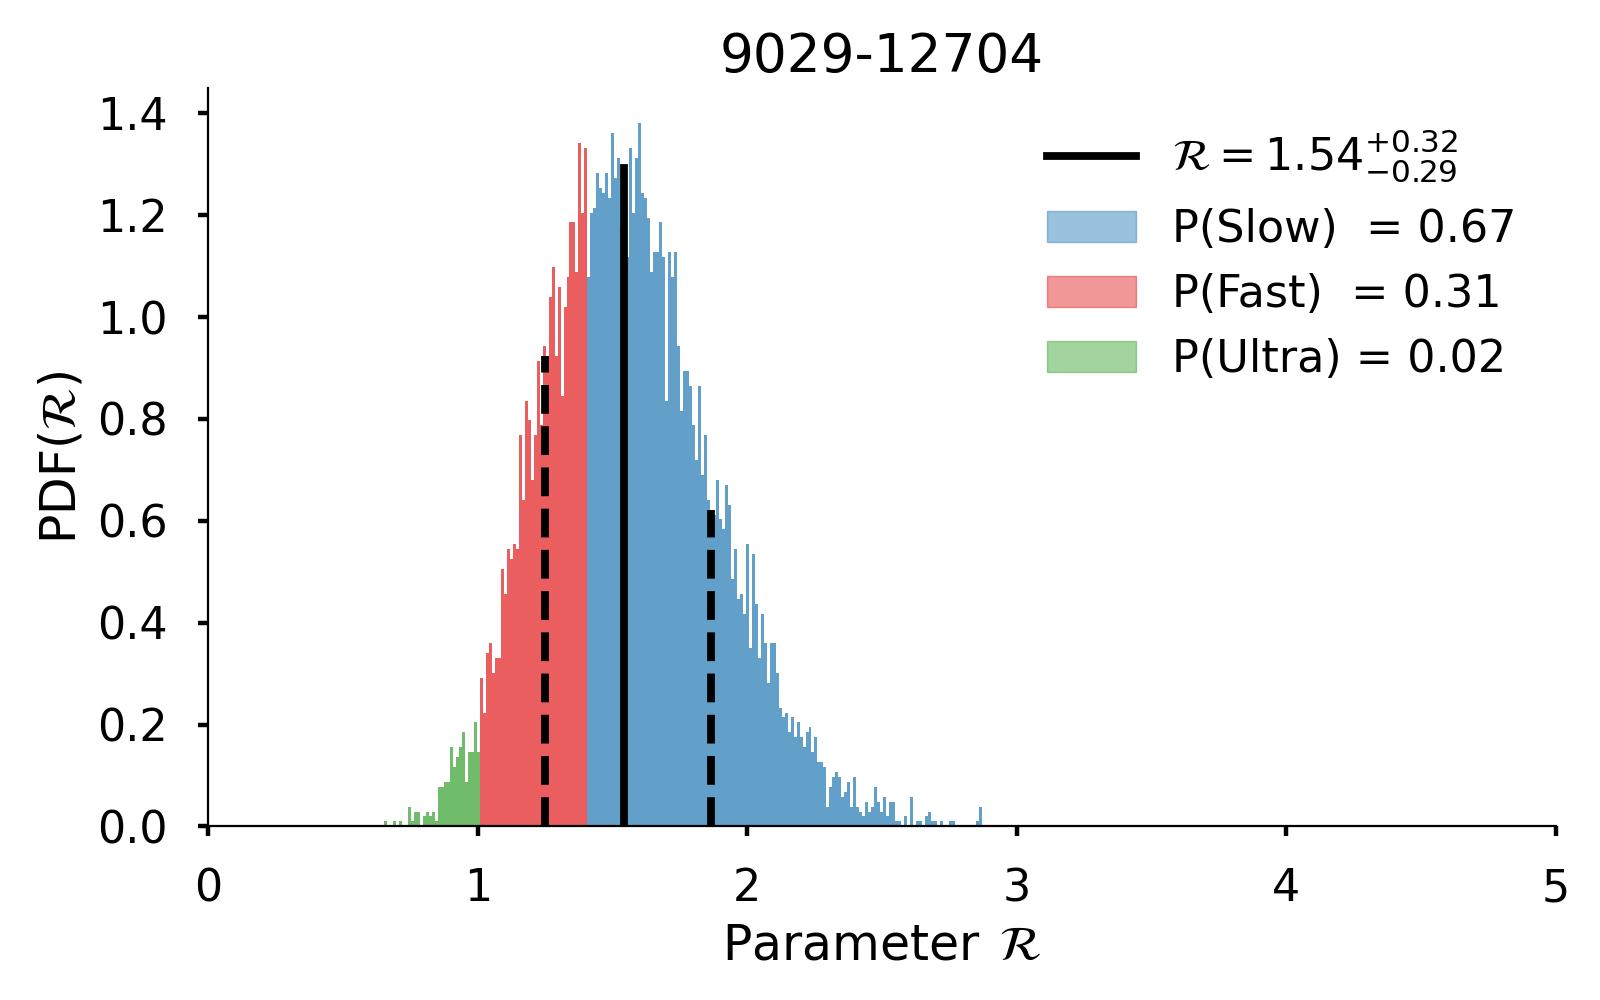 9029-12704
1.4
1.2
1.0
0.8
0.6
0.4
0.2
0.0
PDF(ℛ)
ℛ = 1.54 +0.32 −0.29
P(Slow) = 0.67
P(Fast) = 0.31
P(Ultra) = 0.02
0 1 2 3 4 5
Parameter ℛ